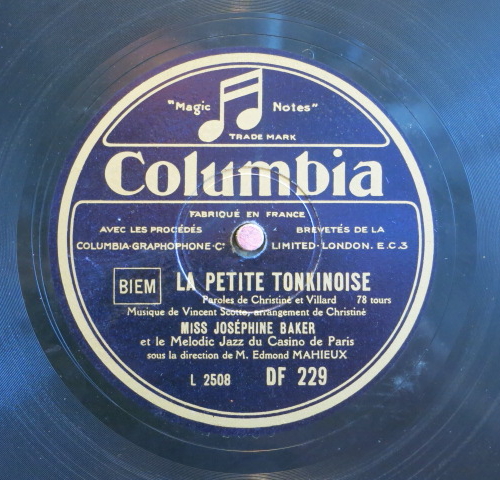 "Magic Notes"
TRADE MARK
Columbia
FABRIQUÉ EN FRANCE
AVEC LES PROCÉDÉS BREVETÉS DE LA
COLUMBIA-GRAPHOPHONE-Cº LIMITED-LONDON. E.C.3
BIEM LA PETITE TONKINOISE
Paroles de Christiné et Villard 78 tours
Musique de Vincent Scotto, arrangement de Christiné
MISS JOSÉPHINE BAKER
et le Melodic Jazz du Casino de Paris
sous la direction de M. Edmond MAHIEUX
L 2508 DF 229